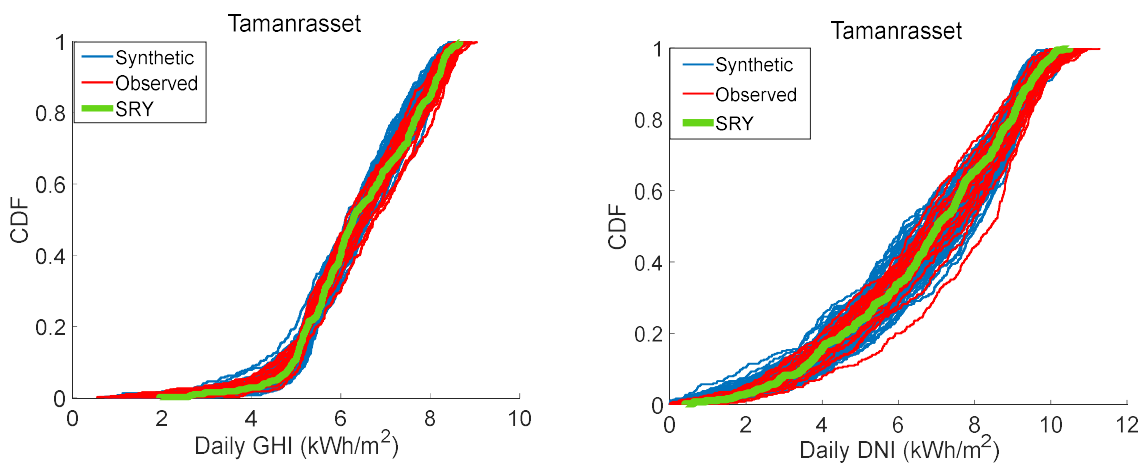 Tamanrasset
Synthetic
Observed
SRY
1
0.8
0.6
0.4
0.2
0
CDF
0 2 4 6 8 10
Daily GHI (kWh/m²)
Tamanrasset
Synthetic
Observed
SRY
1
0.8
0.6
0.4
0.2
0
CDF
0 2 4 6 8 10 12
Daily DNI (kWh/m²)